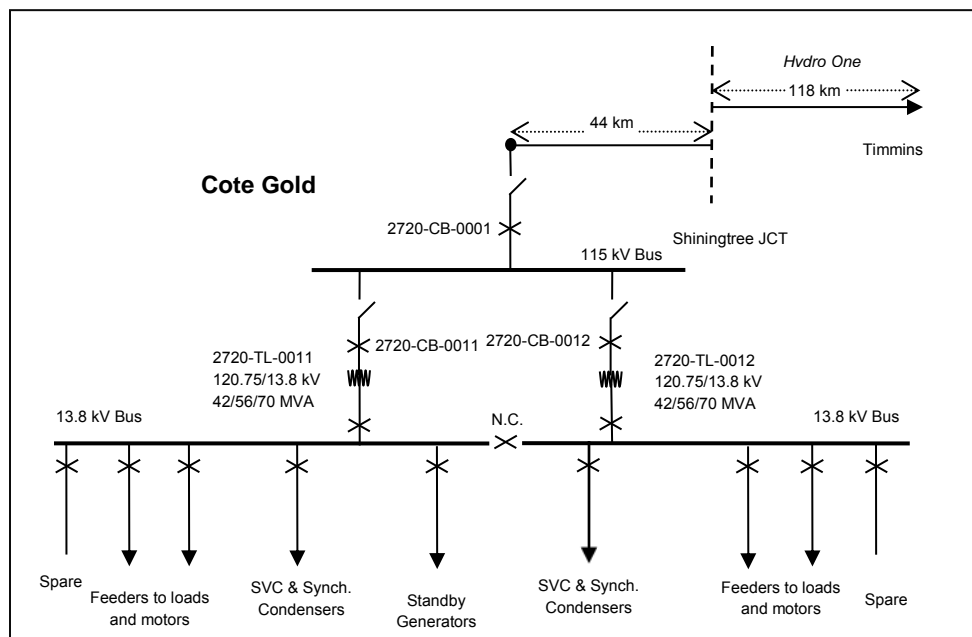 Hvdro One
118 km
44 km
Timmins
Cote Gold
2720-CB-0001
Shiningtree JCT
115 kV Bus
2720-CB-0011
2720-CB-0012
2720-TL-0011
120.75/13.8 kV
42/56/70 MVA
2720-TL-0012
120.75/13.8 kV
42/56/70 MVA
13.8 kV Bus
N.C.
13.8 kV Bus
Spare
Feeders to loads
and motors
SVC & Synch.
Condensers
Standby
Generators
SVC & Synch.
Condensers
Feeders to loads
and motors
Spare